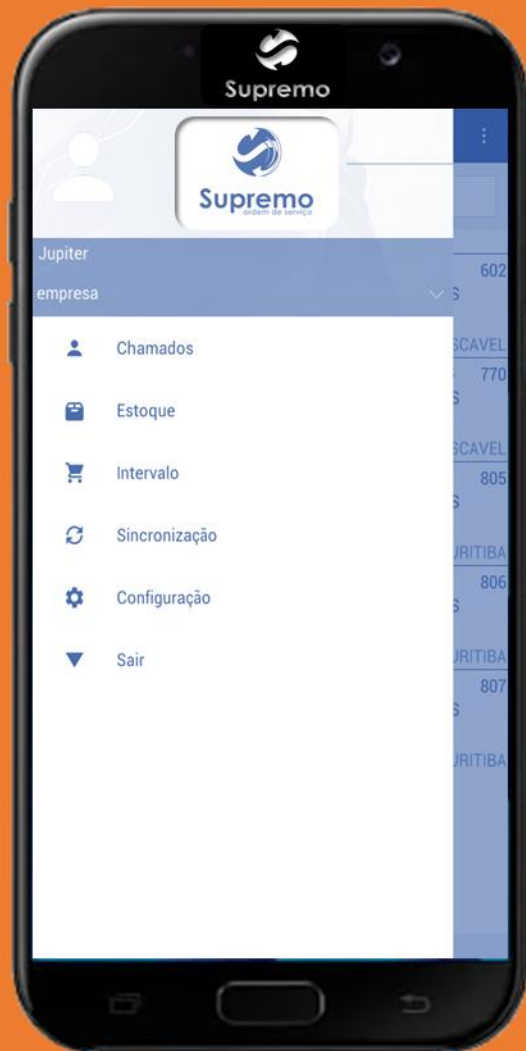 Supremo
Supremo
ordem de serviço
Jupiter
empresa
Chamados
Estoque
Intervalo
Sincronização
Configuração
Sair
602
S
SCAVEL
770
S
SCAVEL
805
S
URITIBA
806
S
URITIBA
807
S
URITIBA